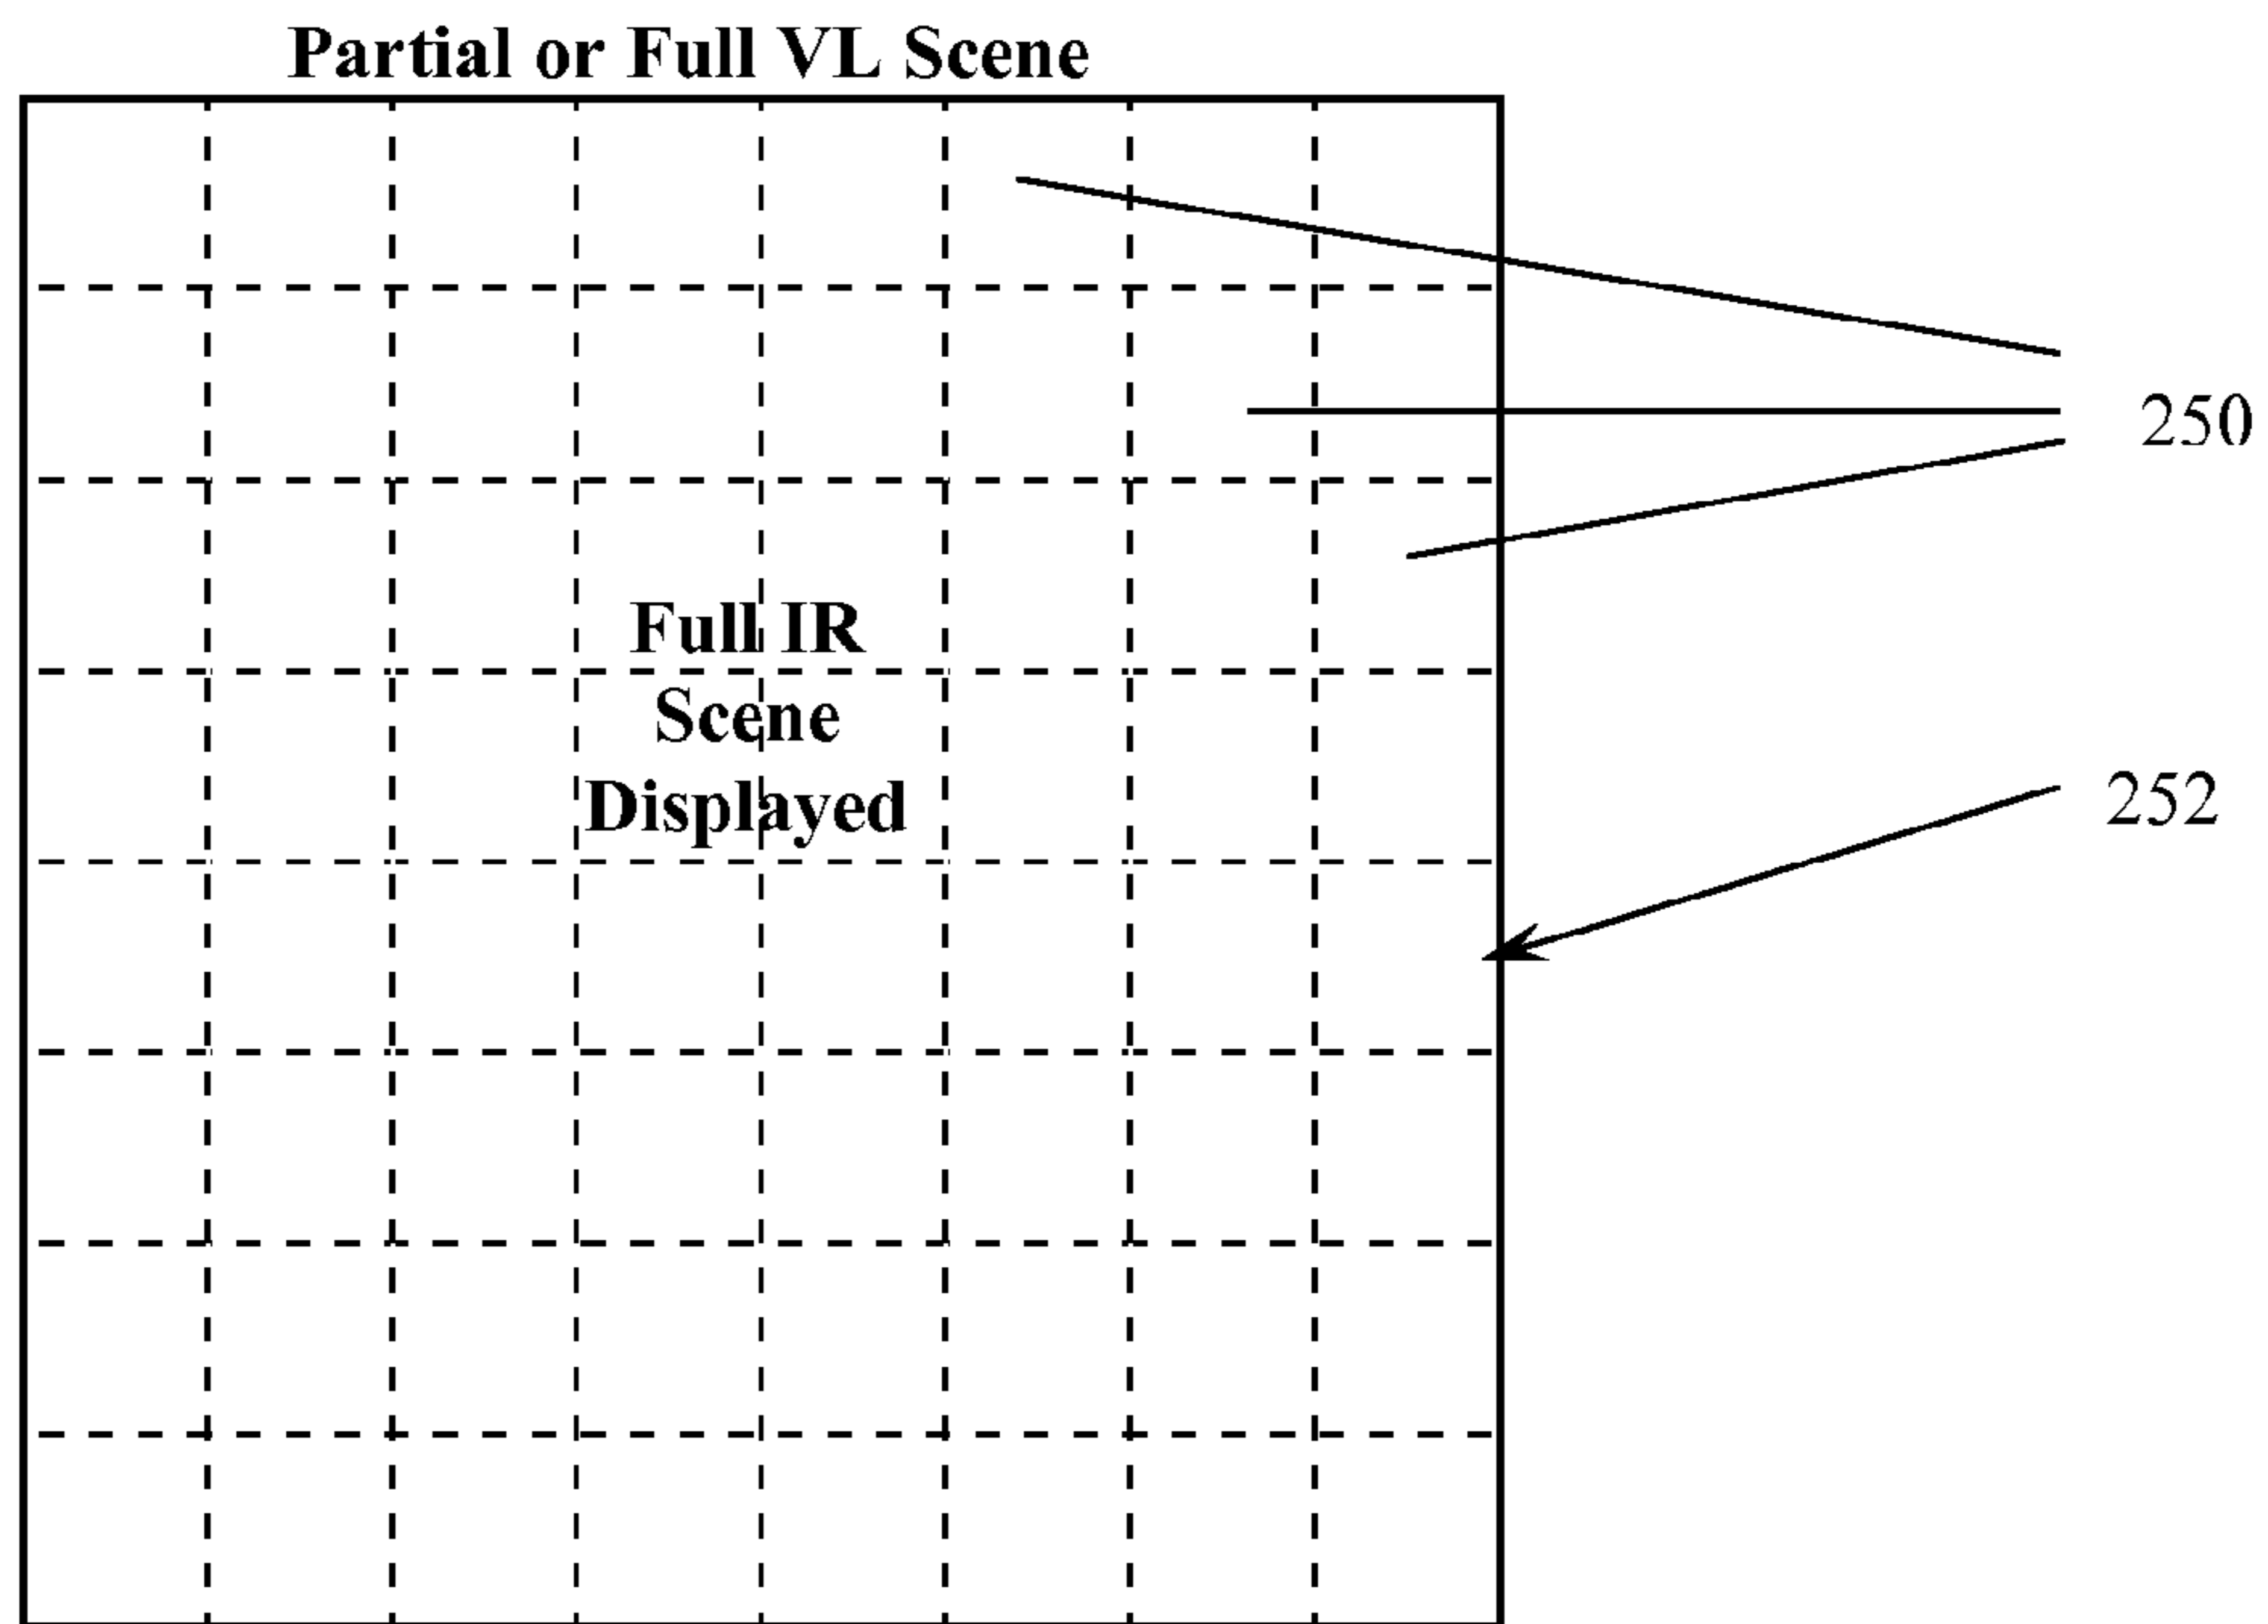 Partial or Full VL Scene
250
Full IR
Scene
Displayed
252